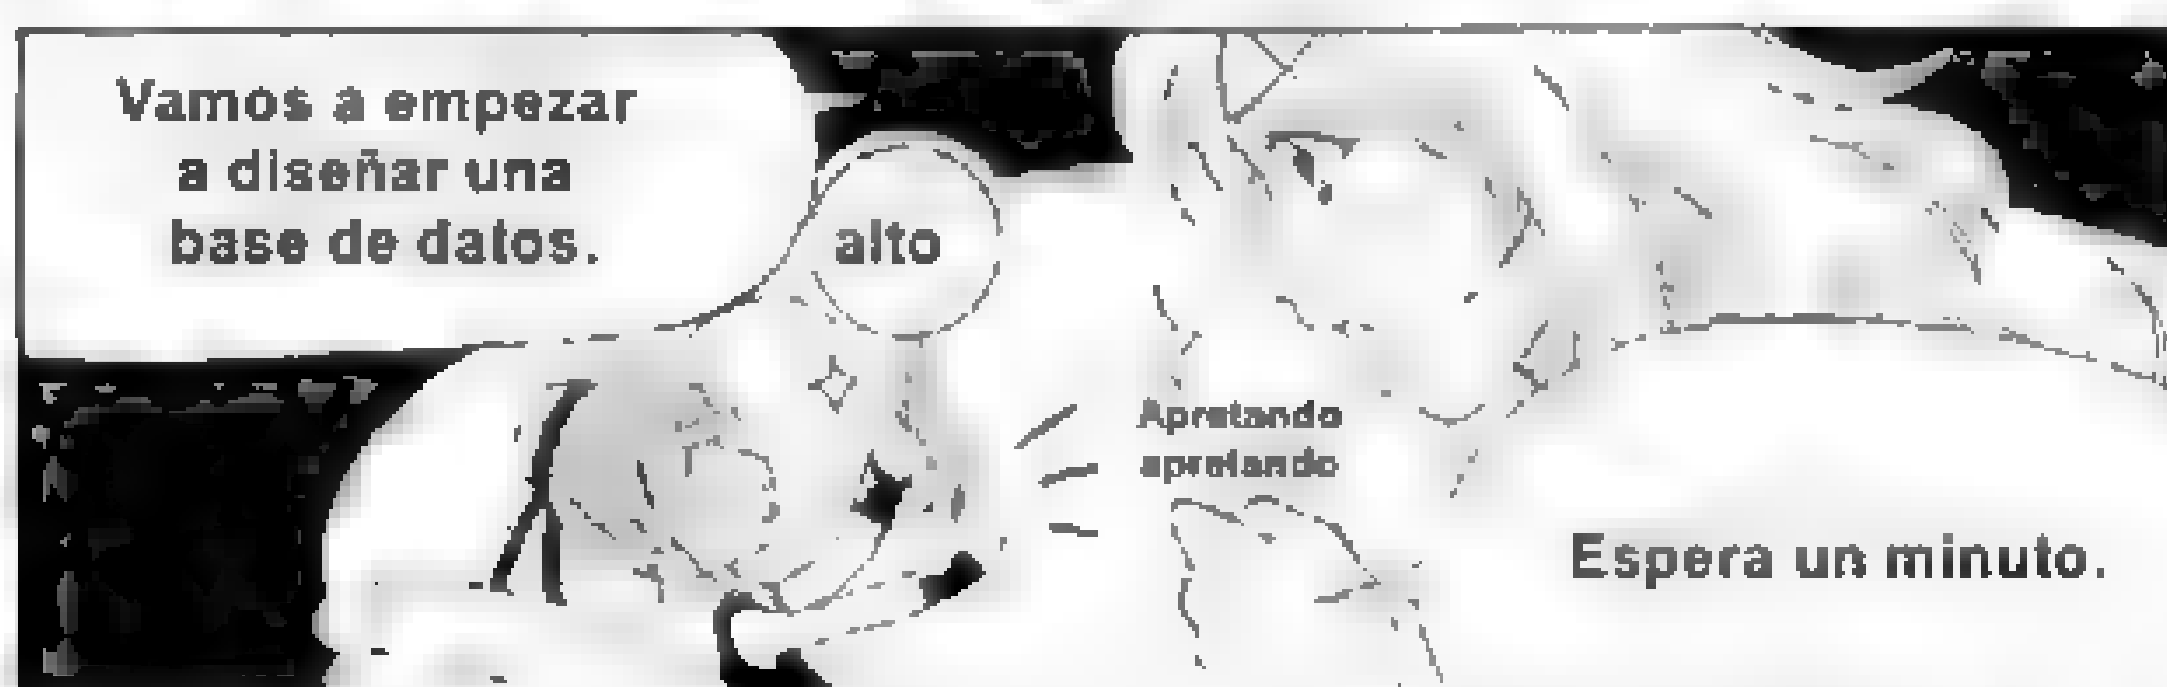 Vamos a empezar
a diseñar una
base de datos.
alto
Apretando
apretando
Espera un minuto.